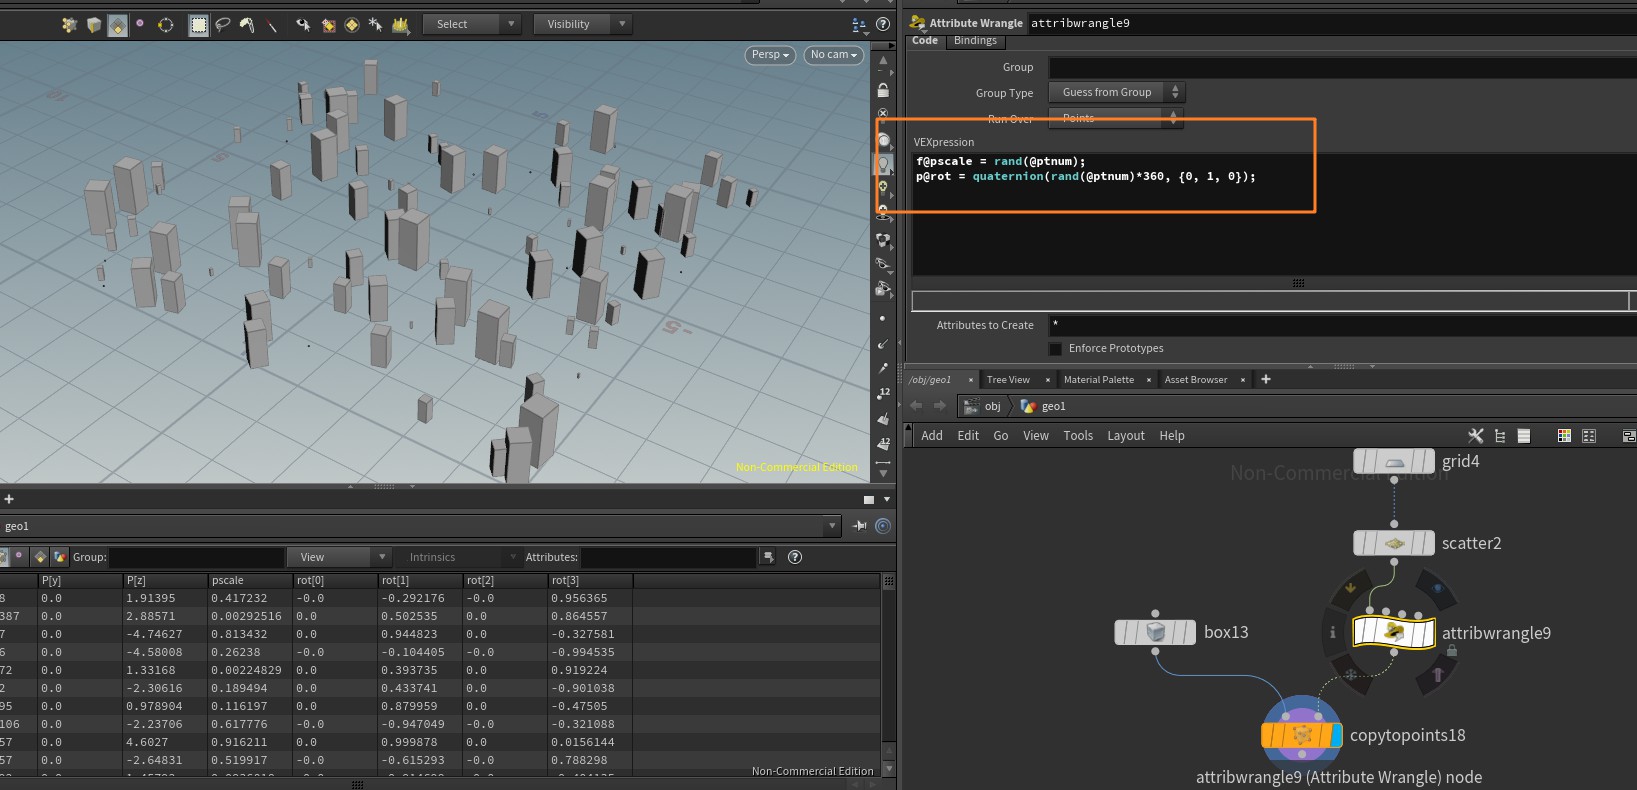 Select
Visibility
Persp
No cam
Non-Commercial Edition
12
12
Attribute Wrangle attribwrangle9
Code Bindings
Group
Group Type Guess from Group
Run Over Points
VEXpression
f@pscale = rand(@ptnum);
p@rot = quaternion(rand(@ptnum)*360, {0, 1, 0});
Attributes to Create *
Enforce Prototypes
/obj/geo1 Tree View Material Palette Asset Browser
obj geo1
Add Edit Go View Tools Layout Help
Non-Commercial Edition
grid4
scatter2
box13
attribwrangle9
copytopoints18
attribwrangle9 (Attribute Wrangle) node
geo1
Group: View Intrinsics Attributes:
P[y] P[z] pscale rot[0] rot[1] rot[2] rot[3]
8 0.0 1.91395 0.417232 -0.0 -0.292176 -0.0 0.956365
387 0.0 2.88571 0.00292516 0.0 0.502535 0.0 0.864557
7 0.0 -4.74627 0.813432 0.0 0.944823 0.0 -0.327581
6 0.0 -4.58008 0.26238 -0.0 -0.104405 -0.0 -0.994535
72 0.0 1.33168 0.00224829 0.0 0.393735 0.0 0.919224
2 0.0 -2.30616 0.189494 0.0 0.433741 0.0 -0.901038
95 0.0 0.978904 0.116197 0.0 0.879959 0.0 -0.47505
106 0.0 -2.23706 0.617776 -0.0 -0.947049 -0.0 -0.321088
57 0.0 4.6027 0.916211 0.0 0.999878 0.0 0.0156144
57 0.0 -2.64831 0.519917 -0.0 -0.615293 -0.0 0.788298
Non-Commercial Edition